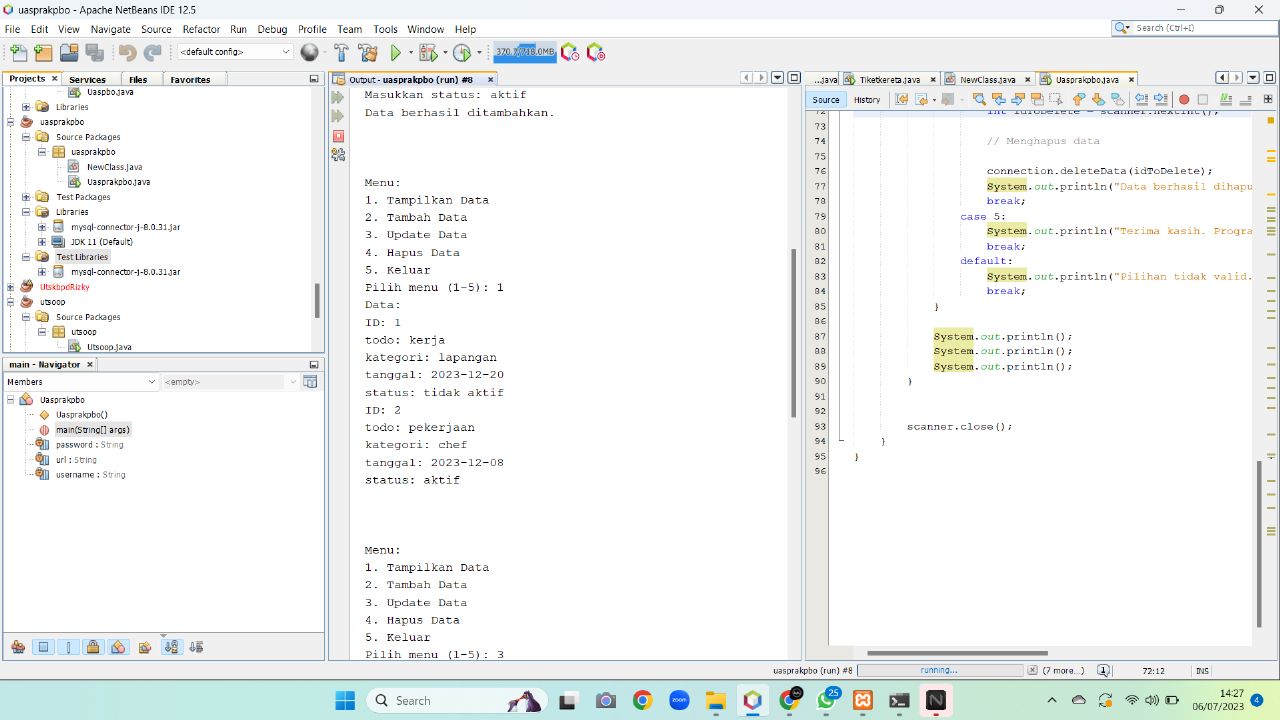 uasprakpbo - Apache NetBeans IDE 12.5
File Edit View Navigate Source Refactor Run Debug Profile Team Tools Window Help
Search (Ctrl+I)
<default config>
370.7/718.0MB
Projects Services Files Favorites
Uaspbo.java
Libraries
uasprakpbo
Source Packages
uasprakpbo
NewClass.java
Uasprakpbo.java
Test Packages
Libraries
mysql-connector-j-8.0.31.jar
JDK 11 (Default)
Test Libraries
mysql-connector-j-8.0.31.jar
UtskbpdRizky
utsoop
Source Packages
utsoop
Utsoop.java
main - Navigator
Members <empty>
Uasprakpbo
Uasprakpbo()
main(String[] args)
password : String
url : String
username : String
Output - uasprakpbo (run) #8
Masukkan status: aktif
Data berhasil ditambahkan.
Menu:
1. Tampilkan Data
2. Tambah Data
3. Update Data
4. Hapus Data
5. Keluar
Pilih menu (1-5): 1
Data:
ID: 1
todo: kerja
kategori: lapangan
tanggal: 2023-12-20
status: tidak aktif
ID: 2
todo: pekerjaan
kategori: chef
tanggal: 2023-12-08
status: aktif
Menu:
1. Tampilkan Data
2. Tambah Data
3. Update Data
4. Hapus Data
5. Keluar
Pilih menu (1-5): 3
...java Tiketkereta.java NewClass.java Uasprakpbo.java
Source History
72 int idToDelete = scanner.nextInt();
73
74 // Menghapus data
75
76 connection.deleteData(idToDelete);
77 System.out.println("Data berhasil dihapu
78 break;
79 case 5:
80 System.out.println("Terima kasih. Progra
81 break;
82 default:
83 System.out.println("Pilihan tidak valid.
84 break;
85 }
86
87 System.out.println();
88 System.out.println();
89 System.out.println();
90 }
91
92
93 scanner.close();
94 }
95 }
96
uasprakpbo (run) #8 running... (7 more...) 1 72:12 INS
Search
zoom
25
14:27
06/07/2023
4